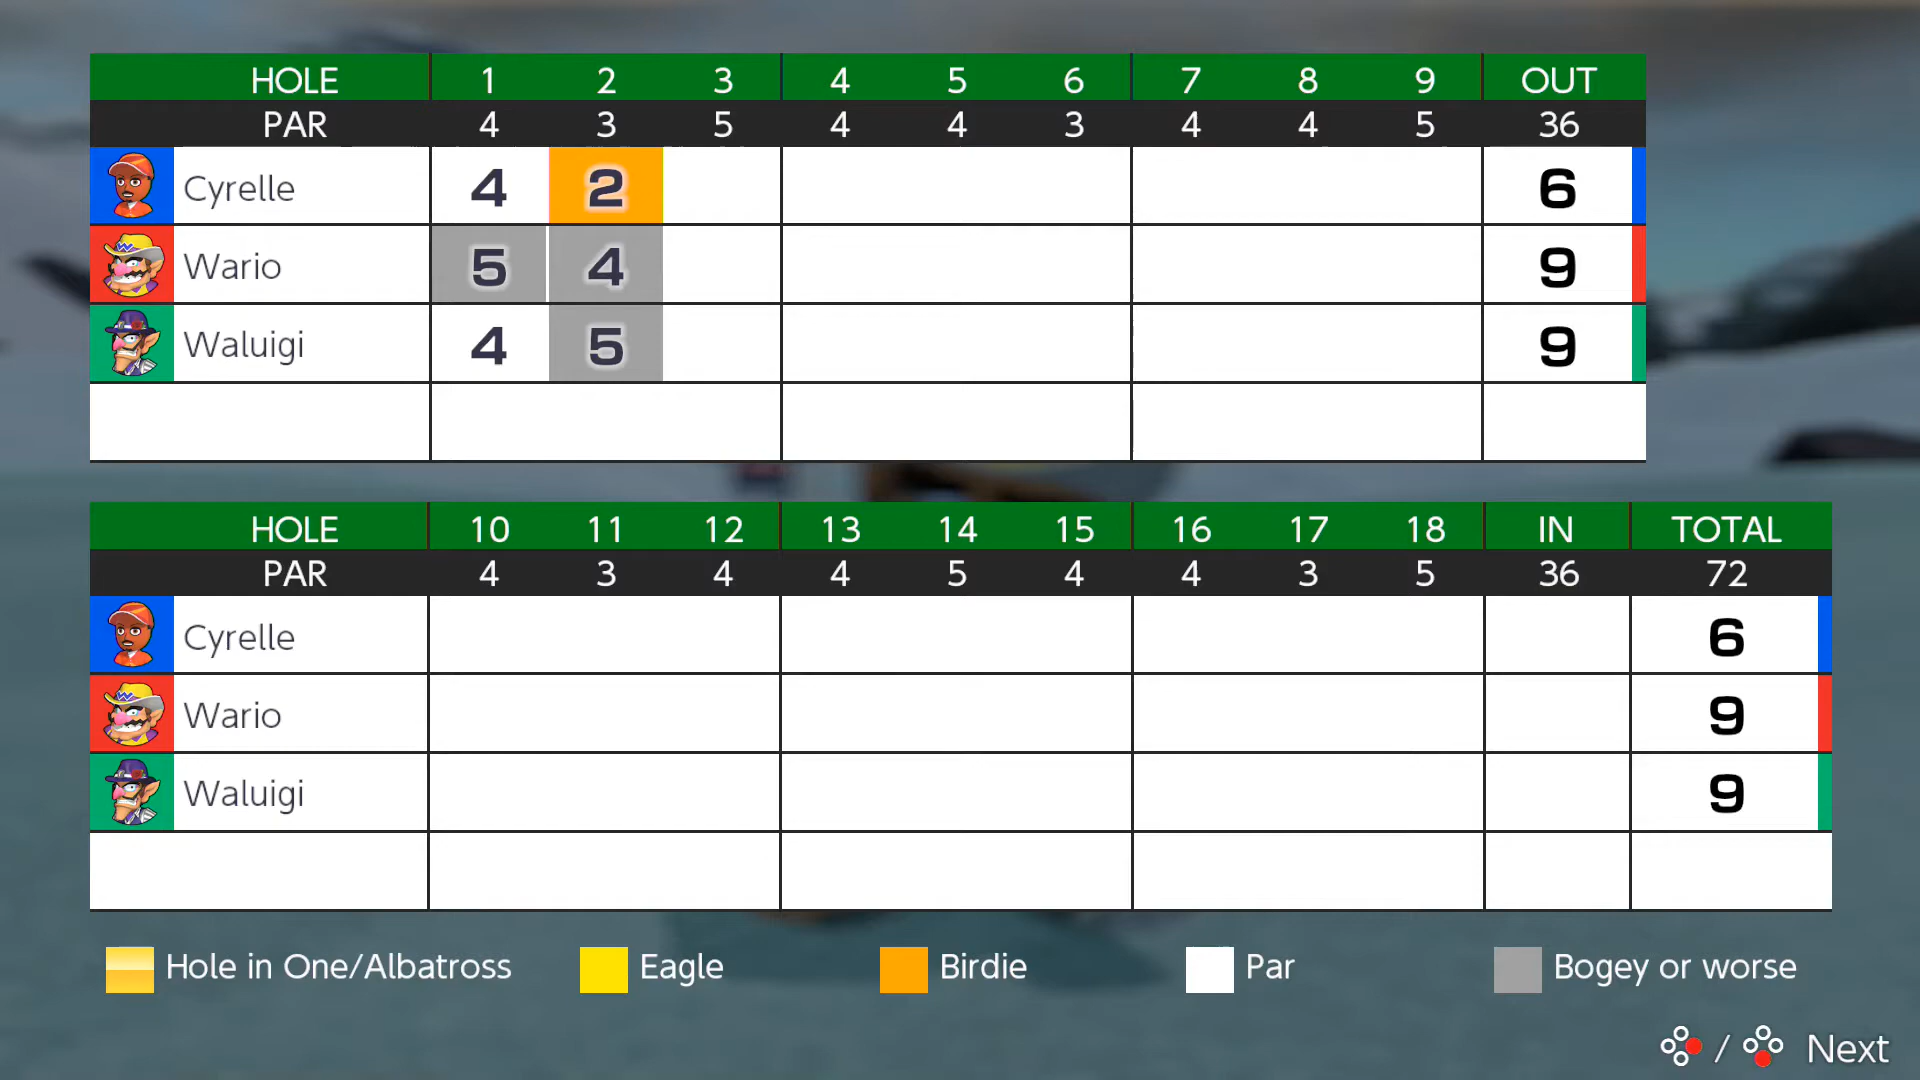 HOLE 1 2 3 4 5 6 7 8 9 OUT
PAR 4 3 5 4 4 3 4 4 5 36
Cyrelle 4 2 6
Wario 5 4 9
Waluigi 4 5 9
HOLE 10 11 12 13 14 15 16 17 18 IN TOTAL
PAR 4 3 4 4 5 4 4 3 5 36 72
Cyrelle 6
Wario 9
Waluigi 9
Hole in One/Albatross Eagle Birdie Par Bogey or worse
/ Next